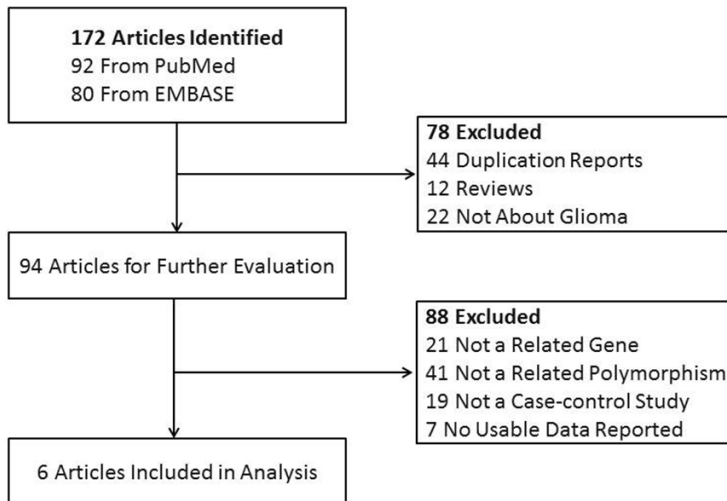 172 Articles Identified
92 From PubMed
80 From EMBASE
78 Excluded
44 Duplication Reports
12 Reviews
22 Not About Glioma
94 Articles for Further Evaluation
88 Excluded
21 Not a Related Gene
41 Not a Related Polymorphism
19 Not a Case-control Study
7 No Usable Data Reported
6 Articles Included in Analysis